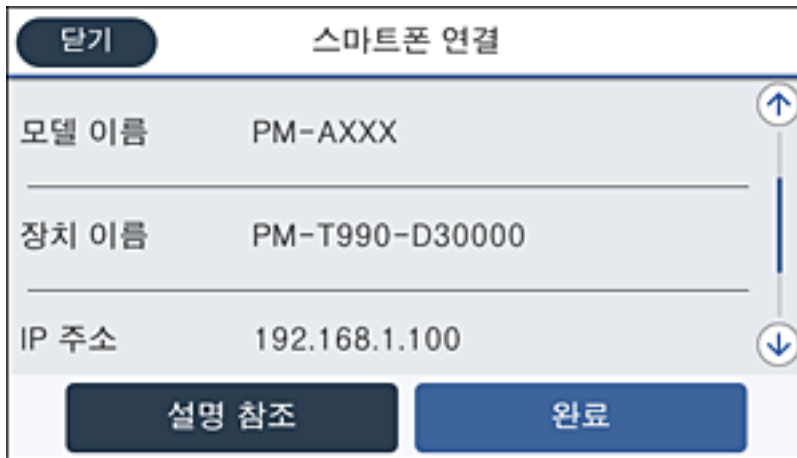 닫기 스마트폰 연결
모델 이름 PM-AXXX
장치 이름 PM-T990-D30000
IP 주소 192.168.1.100
설명 참조 완료